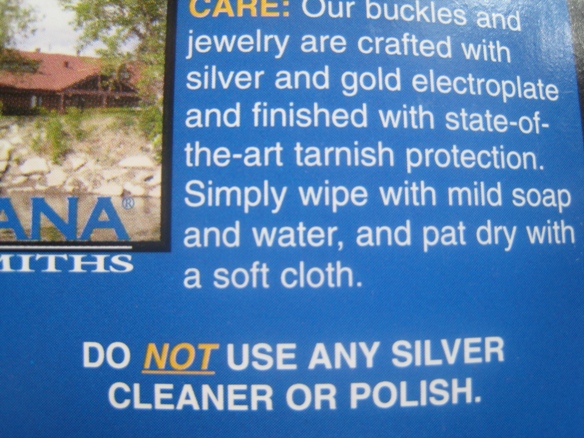 CARE: Our buckles and
jewelry are crafted with
silver and gold electroplate
and finished with state-of-
the-art tarnish protection.
Simply wipe with mild soap
and water, and pat dry with
a soft cloth.
ANA®
MITHS
DO NOT USE ANY SILVER
CLEANER OR POLISH.